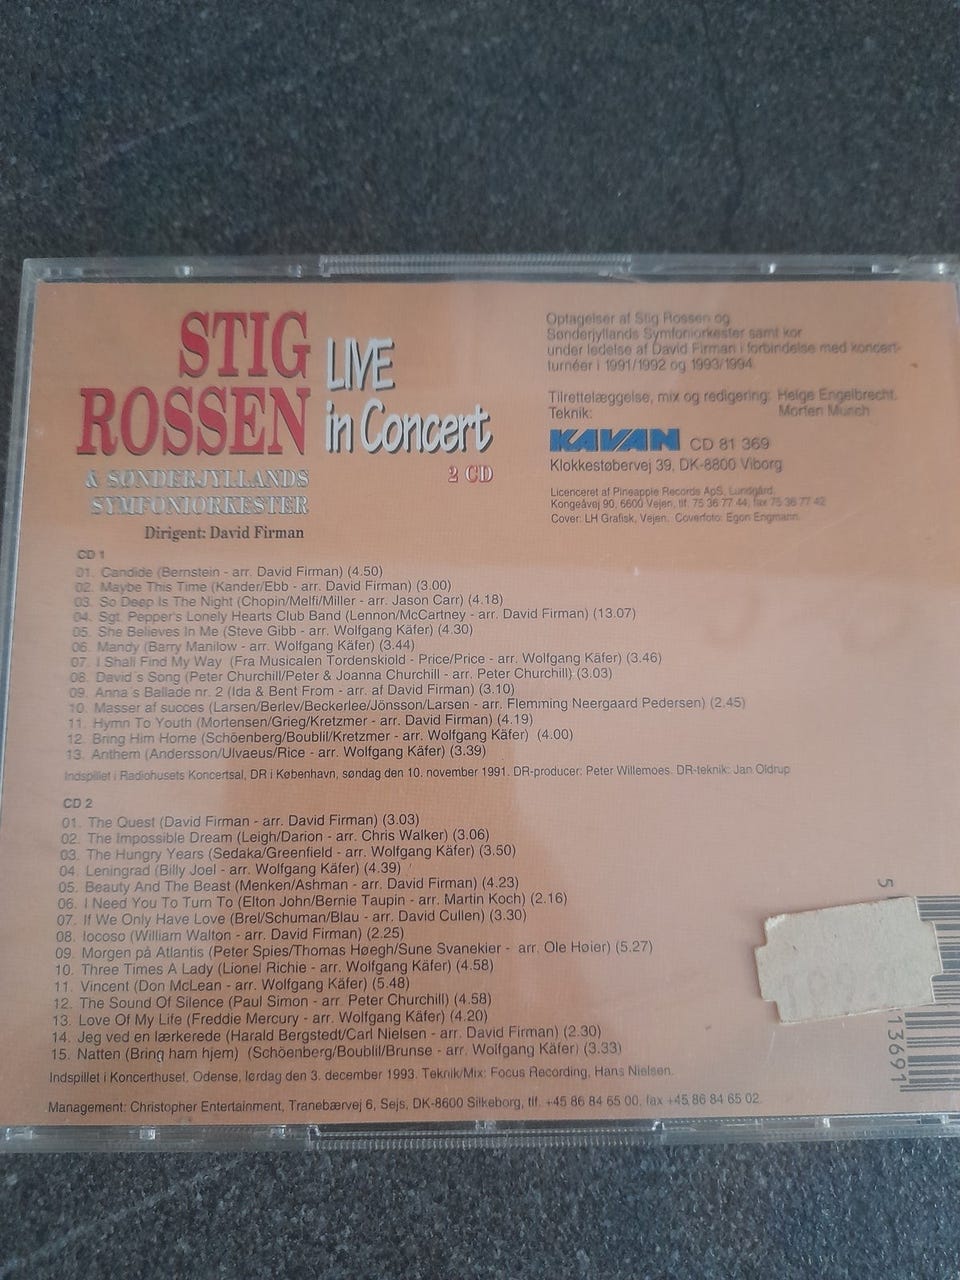 STIG
ROSSEN
LIVE
in Concert
2 CD
& SØNDERJYLLANDS
SYMFONIORKESTER
Dirigent: David Firman
Optagelser af Stig Rossen og
Sønderjyllands Symfoniorkester samt kor
under ledelse af David Firman i forbindelse med koncert-
turnéer i 1991/1992 og 1993/1994.
Tilrettelæggelse, mix og redigering: Helge Engelbrecht.
Teknik: Morten Munch
KAVAN CD 81 369
Klokkestøbervej 39, DK-8800 Viborg
Licenceret af Pineapple Records ApS, Lundgård,
Kongeåvej 90, 6600 Vejen, tlf. 75 36 77 44, fax 75 36 77 42
Cover: LH Grafisk, Vejen. Coverfoto: Egon Engmann.
CD 1
01. Candide (Bernstein - arr. David Firman) (4.50)
02. Maybe This Time (Kander/Ebb - arr. David Firman) (3.00)
03. So Deep Is The Night (Chopin/Melfi/Miller - arr. Jason Carr) (4.18)
04. Sgt. Pepper's Lonely Hearts Club Band (Lennon/McCartney - arr. David Firman) (13.07)
05. She Believes In Me (Steve Gibb - arr. Wolfgang Käfer) (4.30)
06. Mandy (Barry Manilow - arr. Wolfgang Käfer) (3.44)
07. I Shall Find My Way (Fra Musicalen Tordenskiold - Price/Price - arr. Wolfgang Käfer) (3.46)
08. David's Song (Peter Churchill/Peter & Joanna Churchill - arr. Peter Churchill) (3.03)
09. Anna's Ballade nr. 2 (Ida & Bent From - arr. af David Firman) (3.10)
10. Masser af succes (Larsen/Berlev/Beckerlee/Jönsson/Larsen - arr. Flemming Neergaard Pedersen) (2.45)
11. Hymn To Youth (Mortensen/Grieg/Kretzmer - arr. David Firman) (4.19)
12. Bring Him Home (Schöenberg/Boublil/Kretzmer - arr. Wolfgang Käfer) (4.00)
13. Anthem (Andersson/Ulvaeus/Rice - arr. Wolfgang Käfer) (3.39)
Indspillet i Radiohusets Koncertsal, DR i København, søndag den 10. november 1991. DR-producer: Peter Willemoes. DR-teknik: Jan Oldrup
CD 2
01. The Quest (David Firman - arr. David Firman) (3.03)
02. The Impossible Dream (Leigh/Darion - arr. Chris Walker) (3.06)
03. The Hungry Years (Sedaka/Greenfield - arr. Wolfgang Käfer) (3.50)
04. Leningrad (Billy Joel - arr. Wolfgang Käfer) (4.39)
05. Beauty And The Beast (Menken/Ashman - arr. David Firman) (4.23)
06. I Need You To Turn To (Elton John/Bernie Taupin - arr. Martin Koch) (2.16)
07. If We Only Have Love (Brel/Schuman/Blau - arr. David Cullen) (3.30)
08. Iocoso (William Walton - arr. David Firman) (2.25)
09. Morgen på Atlantis (Peter Spies/Thomas Høegh/Sune Svanekier - arr. Ole Høier) (5.27)
10. Three Times A Lady (Lionel Richie - arr. Wolfgang Käfer) (4.58)
11. Vincent (Don McLean - arr. Wolfgang Käfer) (5.48)
12. The Sound Of Silence (Paul Simon - arr. Peter Churchill) (4.58)
13. Love Of My Life (Freddie Mercury - arr. Wolfgang Käfer) (4.20)
14. Jeg ved en lærkerede (Harald Bergstedt/Carl Nielsen - arr. David Firman) (2.30)
15. Natten (Bring ham hjem) (Schöenberg/Boublil/Brunse - arr. Wolfgang Käfer) (3.33)
Indspillet i Koncerthuset, Odense, lørdag den 3. december 1993. Teknik/Mix: Focus Recording, Hans Nielsen.
Management: Christopher Entertainment, Tranebærvej 6, Sejs, DK-8600 Silkeborg, tlf. +45 86 84 65 00, fax +45 86 84 65 02.
5
13691